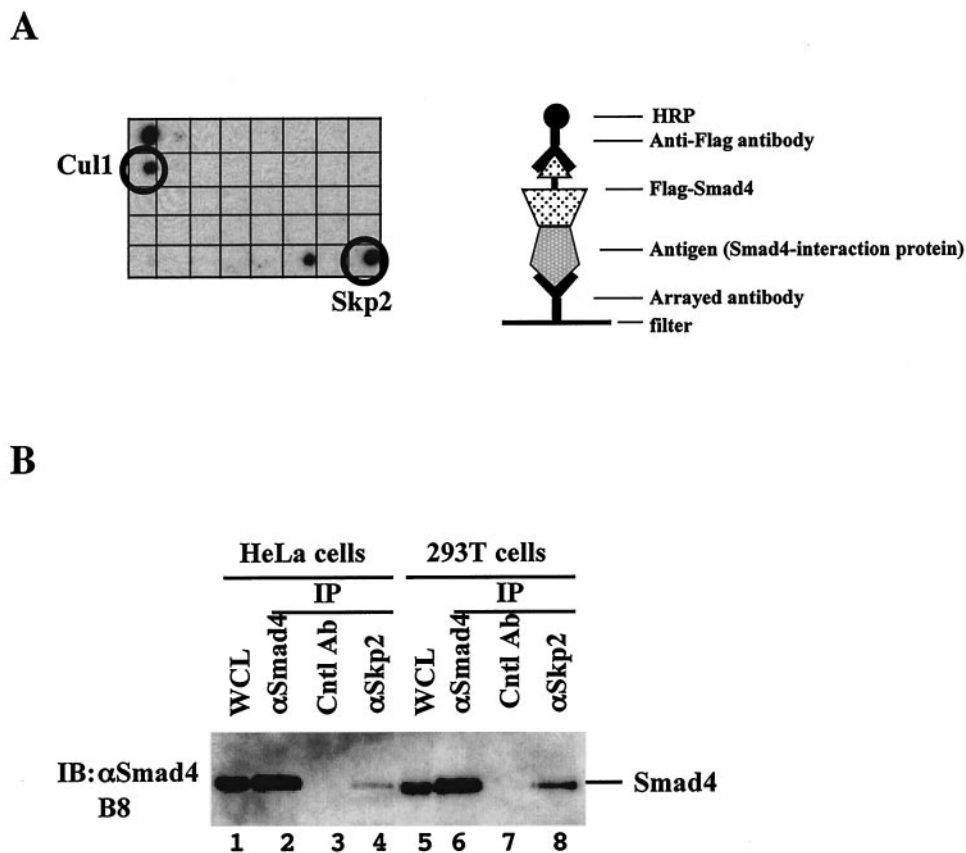 A
Cul1
Skp2
HRP
Anti-Flag antibody
Flag-Smad4
Antigen (Smad4-interaction protein)
Arrayed antibody
filter
B
HeLa cells 293T cells
IP IP
WCL αSmad4 Cntl Ab αSkp2 WCL αSmad4 Cntl Ab αSkp2
IB:αSmad4
B8
Smad4
1 2 3 4 5 6 7 8